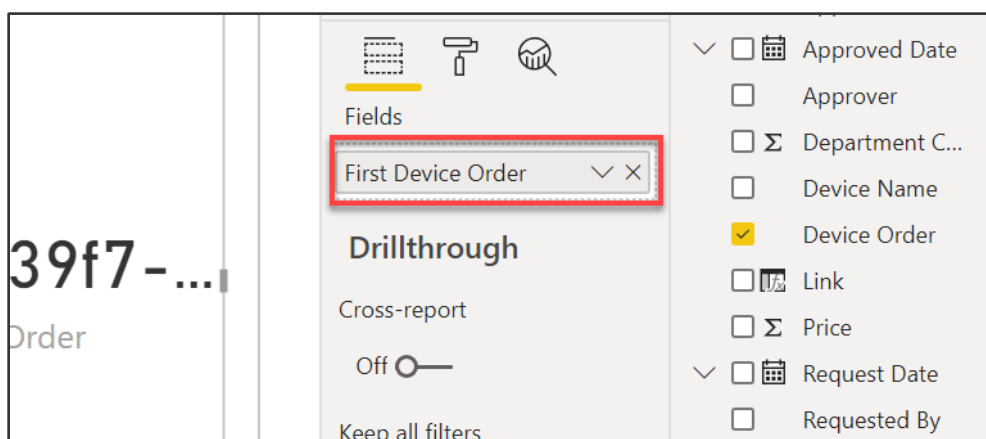 39f7-...
Order
Fields
First Device Order
Drillthrough
Cross-report
Off
Keep all filters
Approved Date
Approver
Σ Department C...
Device Name
Device Order
Link
Σ Price
Request Date
Requested By